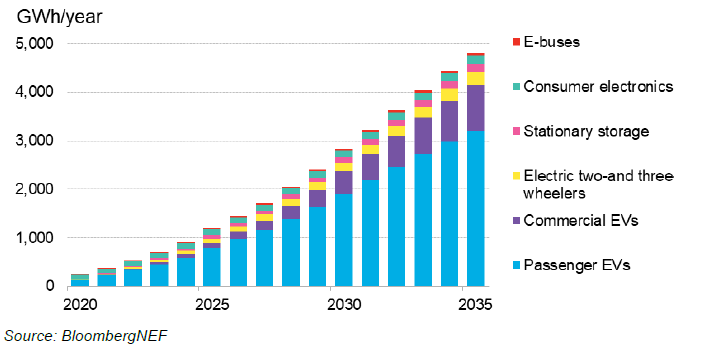 GWh/year
5,000
4,000
3,000
2,000
1,000
0
2020
2025
2030
2035
E-buses
Consumer electronics
Stationary storage
Electric two-and three
wheelers
Commercial EVs
Passenger EVs
Source: BloombergNEF